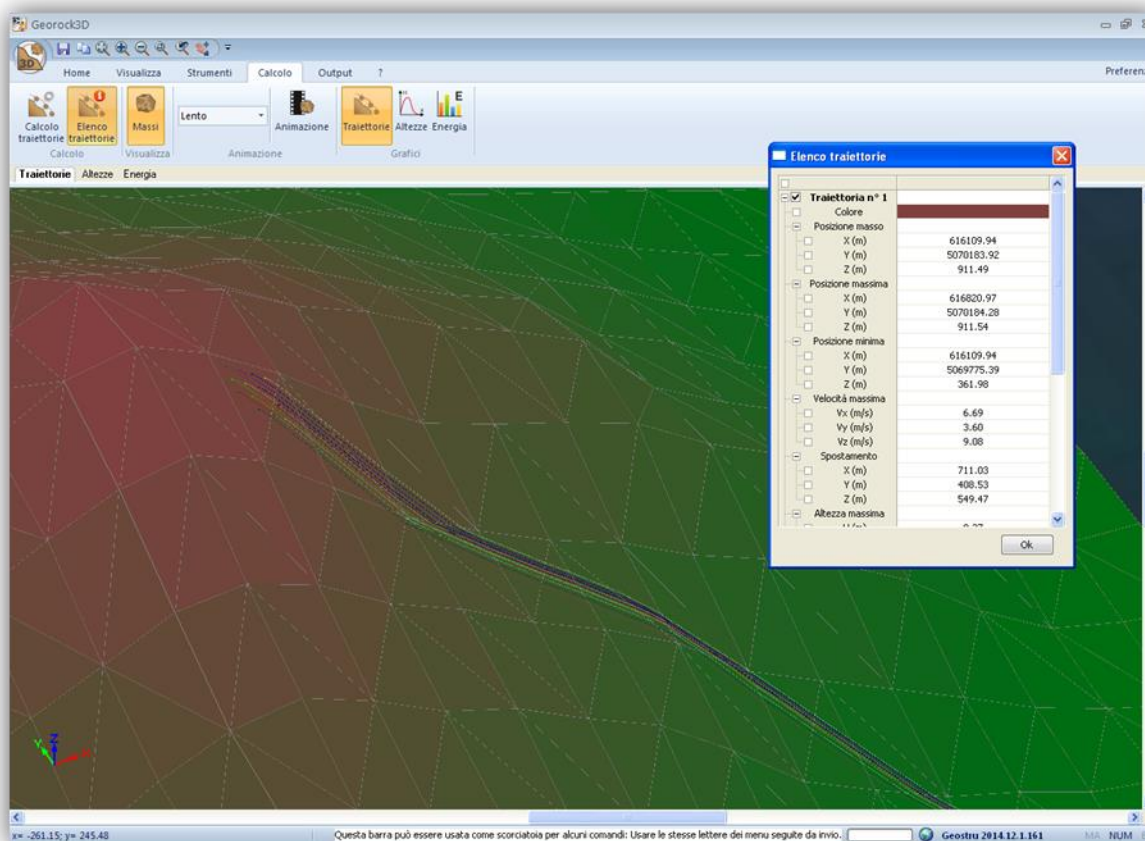 Georock3D
3D
Home Visualizza Strumenti Calcolo Output ?
Calcolo traiettorie
Elenco traiettorie
Massi
Lento
Animazione
Traiettorie Altezze Energia
Calcolo Visualizza Animazione Grafici
Traiettorie Altezze Energia
Elenco traiettorie
Traiettoria n° 1
Colore
Posizione masso
X (m) 616109.94
Y (m) 5070183.92
Z (m) 911.49
Posizione massima
X (m) 616820.97
Y (m) 5070184.28
Z (m) 911.54
Posizione minima
X (m) 616109.94
Y (m) 5069775.39
Z (m) 361.98
Velocità massima
Vx (m/s) 6.69
Vy (m/s) 3.60
Vz (m/s) 9.08
Spostamento
X (m) 711.03
Y (m) 408.53
Z (m) 549.47
Altezza massima
Ok
Y Z X
x= -261.15; y= 245.48
Questa barra può essere usata come scorciatoia per alcuni comandi: Usare le stesse lettere dei menu seguite da invio.
Geostru 2014.12.1.161
MA NUM